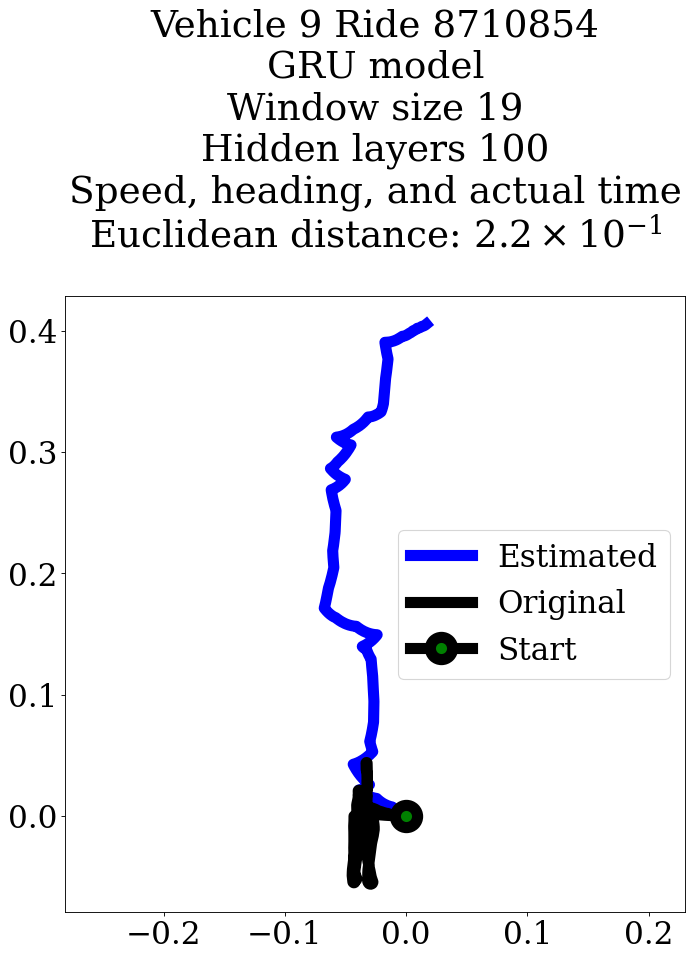 Vehicle 9 Ride 8710854
GRU model
Window size 19
Hidden layers 100
Speed, heading, and actual time
Euclidean distance: 2.2 × 10⁻¹
0.4
0.3
0.2
0.1
0.0
Estimated
Original
Start
−0.2
−0.1
0.0
0.1
0.2